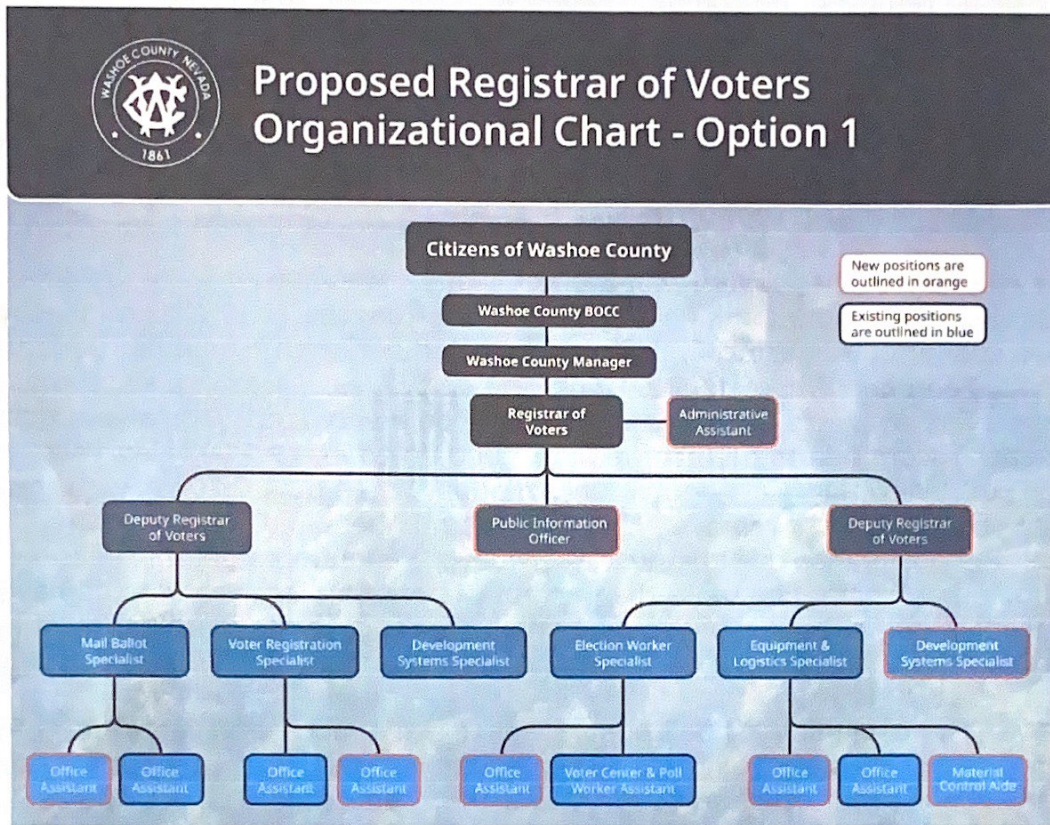 WASHOE COUNTY, NEVADA
1861
Proposed Registrar of Voters
Organizational Chart - Option 1
Citizens of Washoe County
New positions are
outlined in orange
Washoe County BOCC
Existing positions
are outlined in blue
Washoe County Manager
Registrar of
Voters
Administrative
Assistant
Deputy Registrar
of Voters
Public Information
Officer
Deputy Registrar
of Voters
Mail Ballot
Specialist
Voter Registration
Specialist
Development
Systems Specialist
Election Worker
Specialist
Equipment &
Logistics Specialist
Development
Systems Specialist
Office
Assistant
Office
Assistant
Office
Assistant
Office
Assistant
Office
Assistant
Voter Center & Poll
Worker Assistant
Office
Assistant
Office
Assistant
Material
Control Aide